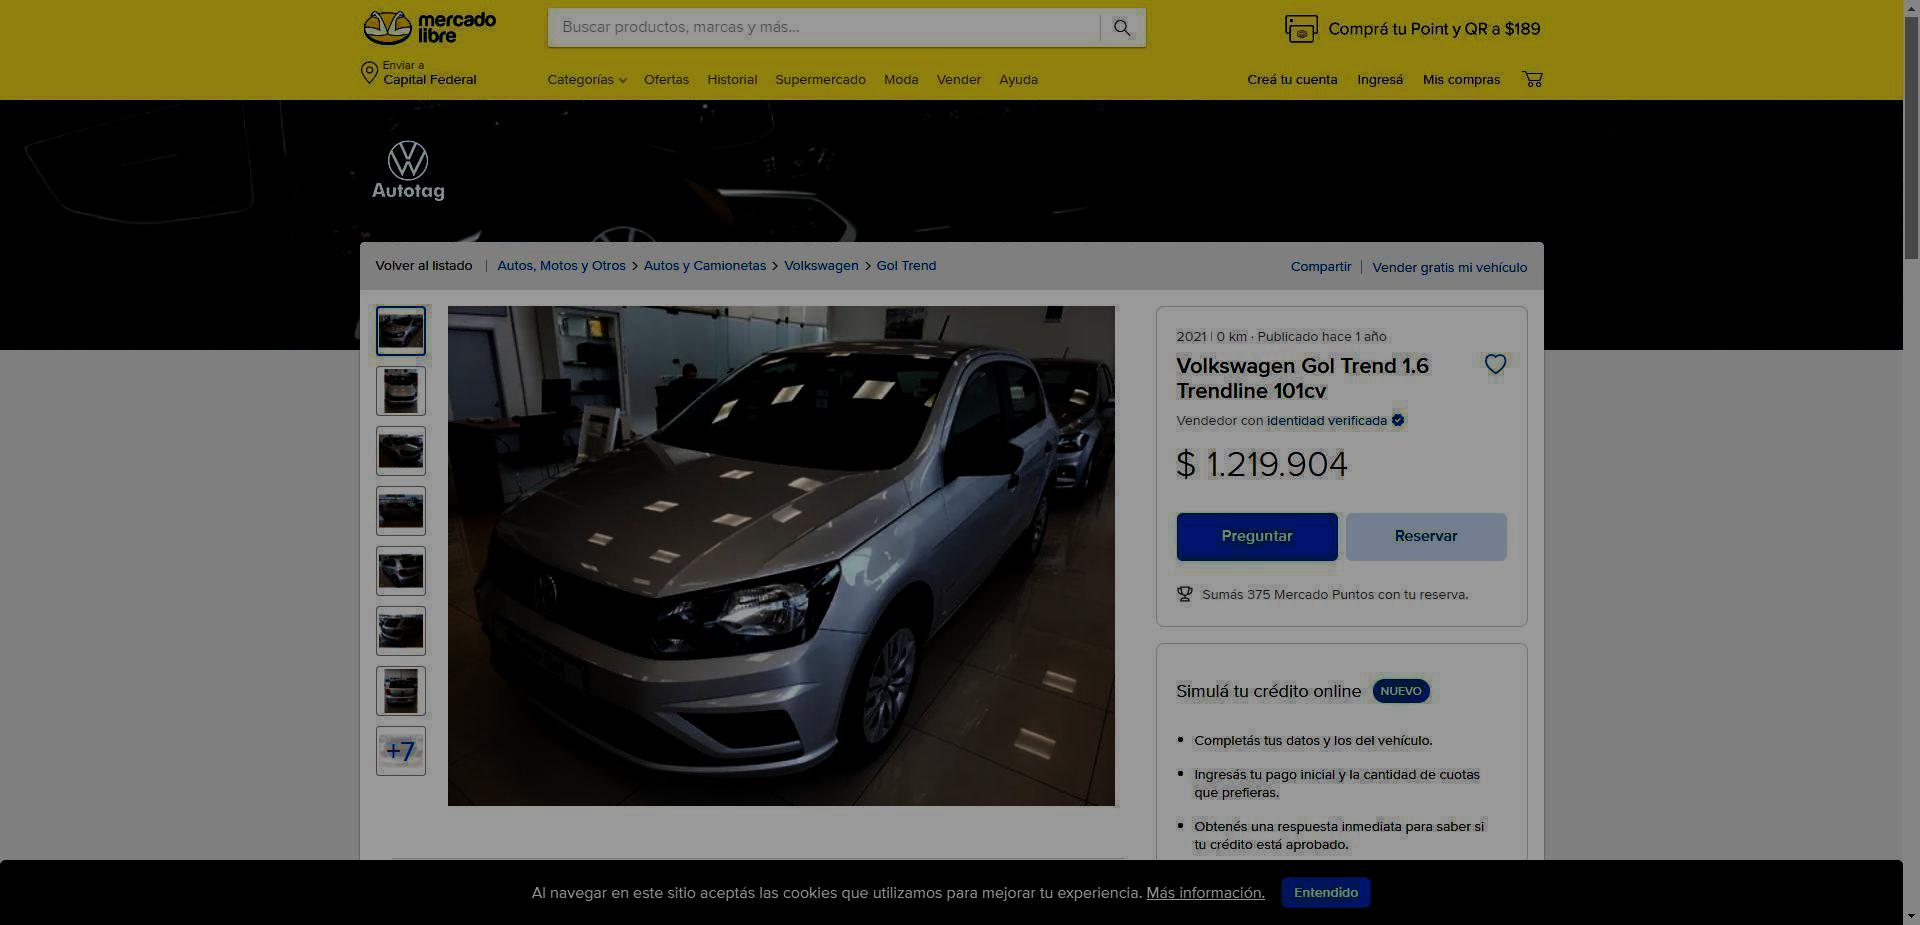 mercado
libre
Buscar productos, marcas y más...
Comprá tu Point y QR a $189
Enviar a
Capital Federal
Categorías
Ofertas
Historial
Supermercado
Moda
Vender
Ayuda
Creá tu cuenta
Ingresá
Mis compras
Autotag
Volver al listado
Autos, Motos y Otros
Autos y Camionetas
Volkswagen
Gol Trend
Compartir
Vender gratis mi vehículo
2021 | 0 km · Publicado hace 1 año
Volkswagen Gol Trend 1.6
Trendline 101cv
Vendedor con identidad verificada
$ 1.219.904
Preguntar
Reservar
Sumás 375 Mercado Puntos con tu reserva.
+7
Simulá tu crédito online
NUEVO
Completás tus datos y los del vehículo.
Ingresás tu pago inicial y la cantidad de cuotas
que prefieras.
Obtenés una respuesta inmediata para saber si
tu crédito está aprobado.
Al navegar en este sitio aceptás las cookies que utilizamos para mejorar tu experiencia. Más información.
Entendido